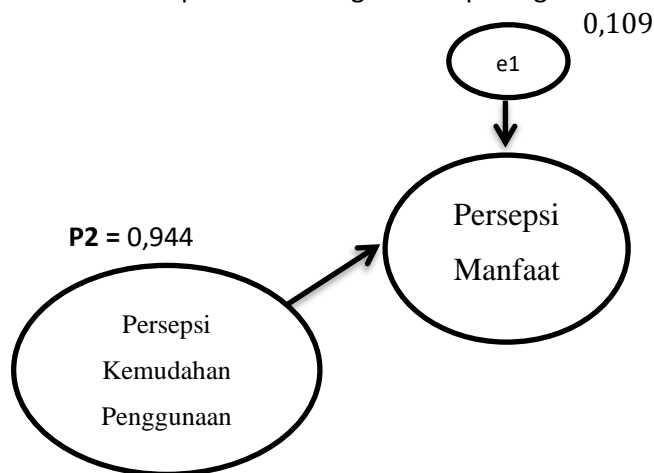 0,109
e1
Persepsi
Manfaat
P2 = 0,944
Persepsi
Kemudahan
Penggunaan